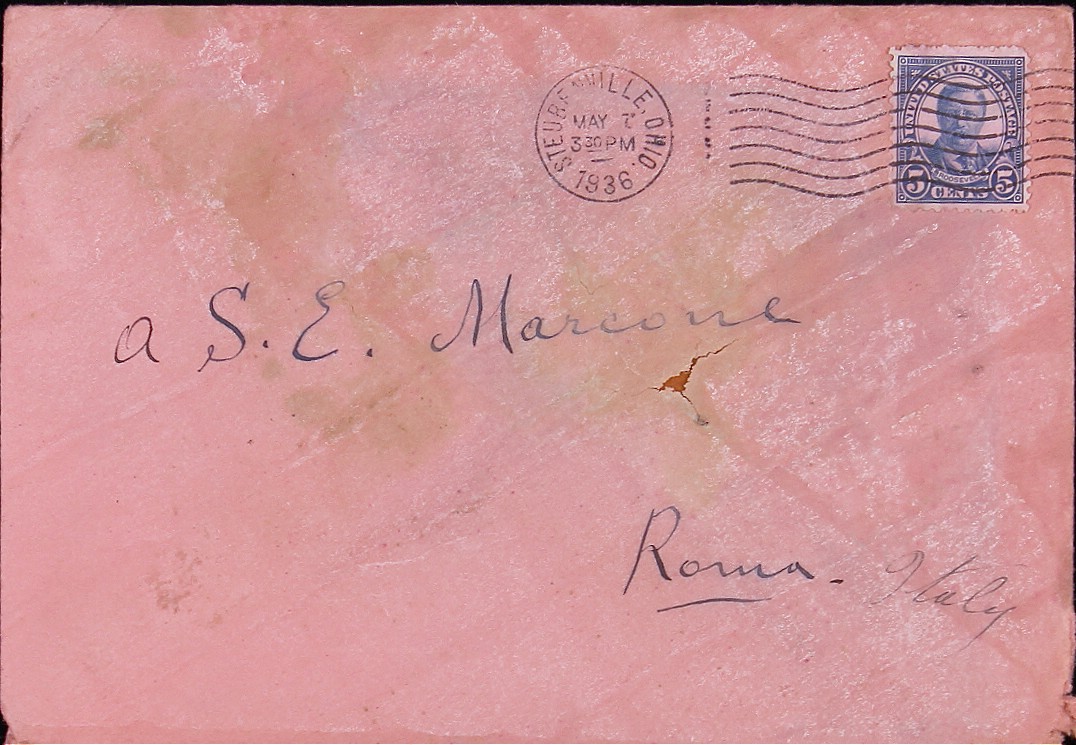 STEUBENVILLE, OHIO.
MAY 7
3 30 PM
1936
UNITED STATES POSTAGE
ROOSEVELT
5 CENTS 5
a S. E. Marcone
Roma. Italy